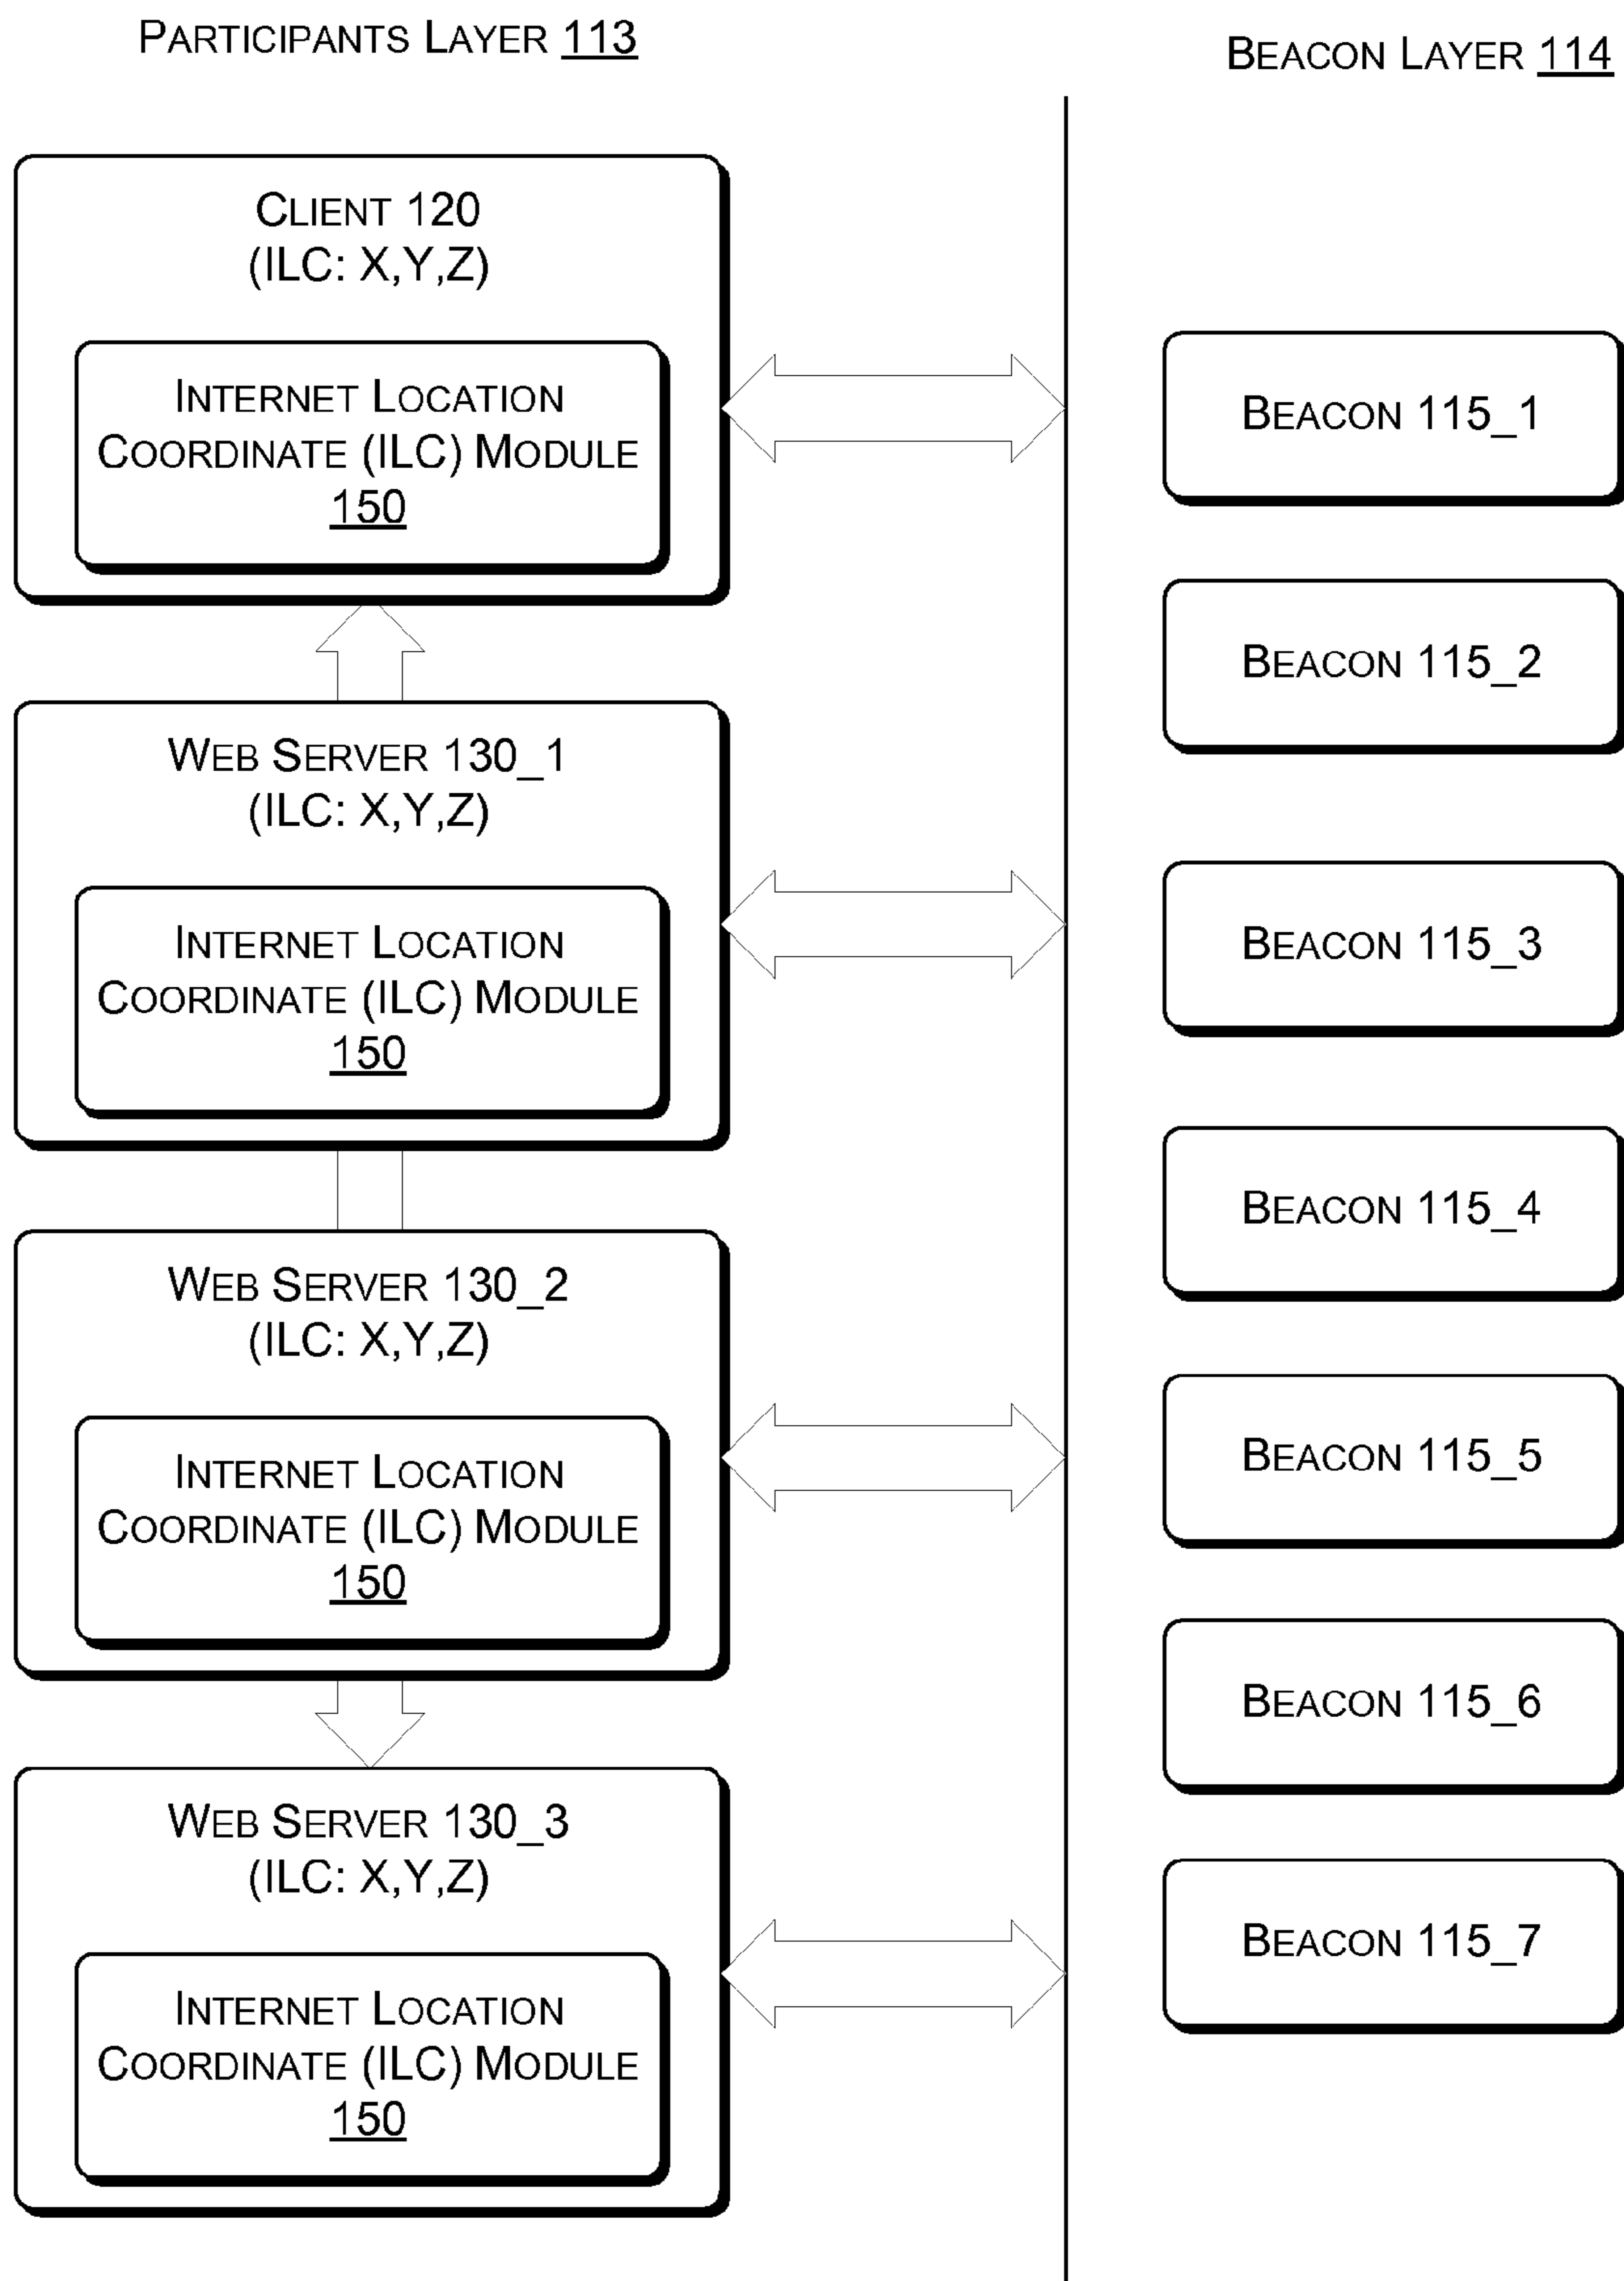 PARTICIPANTS LAYER 113
BEACON LAYER 114
CLIENT 120
(ILC: X,Y,Z)
INTERNET LOCATION
COORDINATE (ILC) MODULE
150
WEB SERVER 130_1
(ILC: X,Y,Z)
INTERNET LOCATION
COORDINATE (ILC) MODULE
150
WEB SERVER 130_2
(ILC: X,Y,Z)
INTERNET LOCATION
COORDINATE (ILC) MODULE
150
WEB SERVER 130_3
(ILC: X,Y,Z)
INTERNET LOCATION
COORDINATE (ILC) MODULE
150
BEACON 115_1
BEACON 115_2
BEACON 115_3
BEACON 115_4
BEACON 115_5
BEACON 115_6
BEACON 115_7